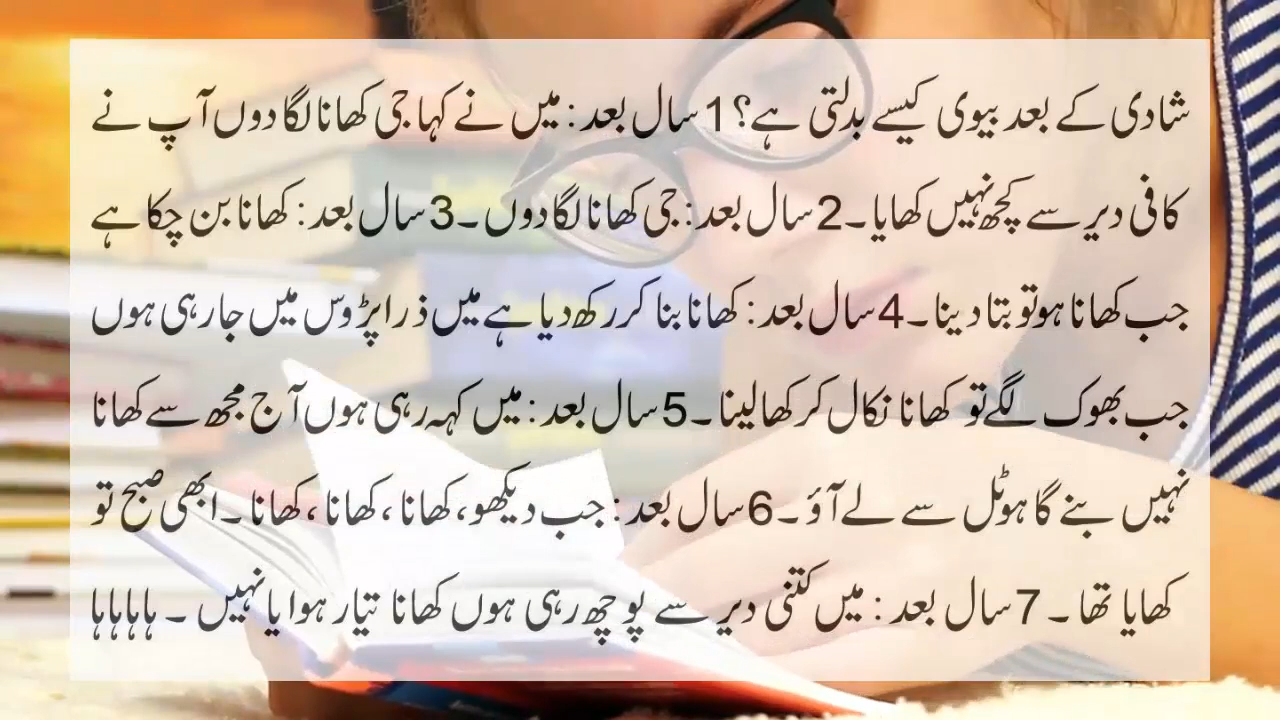 شادی کے بعد بیوی کیسے بدلتی ہے؟ 1 سال بعد: میں نے کہا جی کھانا لگا دوں آپ نے
کافی دیر سے کچھ نہیں کھایا۔ 2 سال بعد: جی کھانا لگا دوں۔ 3 سال بعد: کھانا بن چکا ہے
جب کھانا ہو تو بتا دینا۔ 4 سال بعد: کھانا بنا کر رکھ دیا ہے میں ذرا پڑوس میں جا رہی ہوں
جب بھوک لگے تو کھانا نکال کر کھا لینا۔ 5 سال بعد: میں کہہ رہی ہوں آج مجھ سے کھانا
نہیں بنے گا ہوٹل سے لے آؤ۔ 6 سال بعد: جب دیکھو، کھانا، کھانا، کھانا۔ ابھی صبح تو
کھایا تھا۔ 7 سال بعد: میں کتنی دیر سے پوچھ رہی ہوں کھانا تیار ہوا یا نہیں۔ ہاہاہاہا